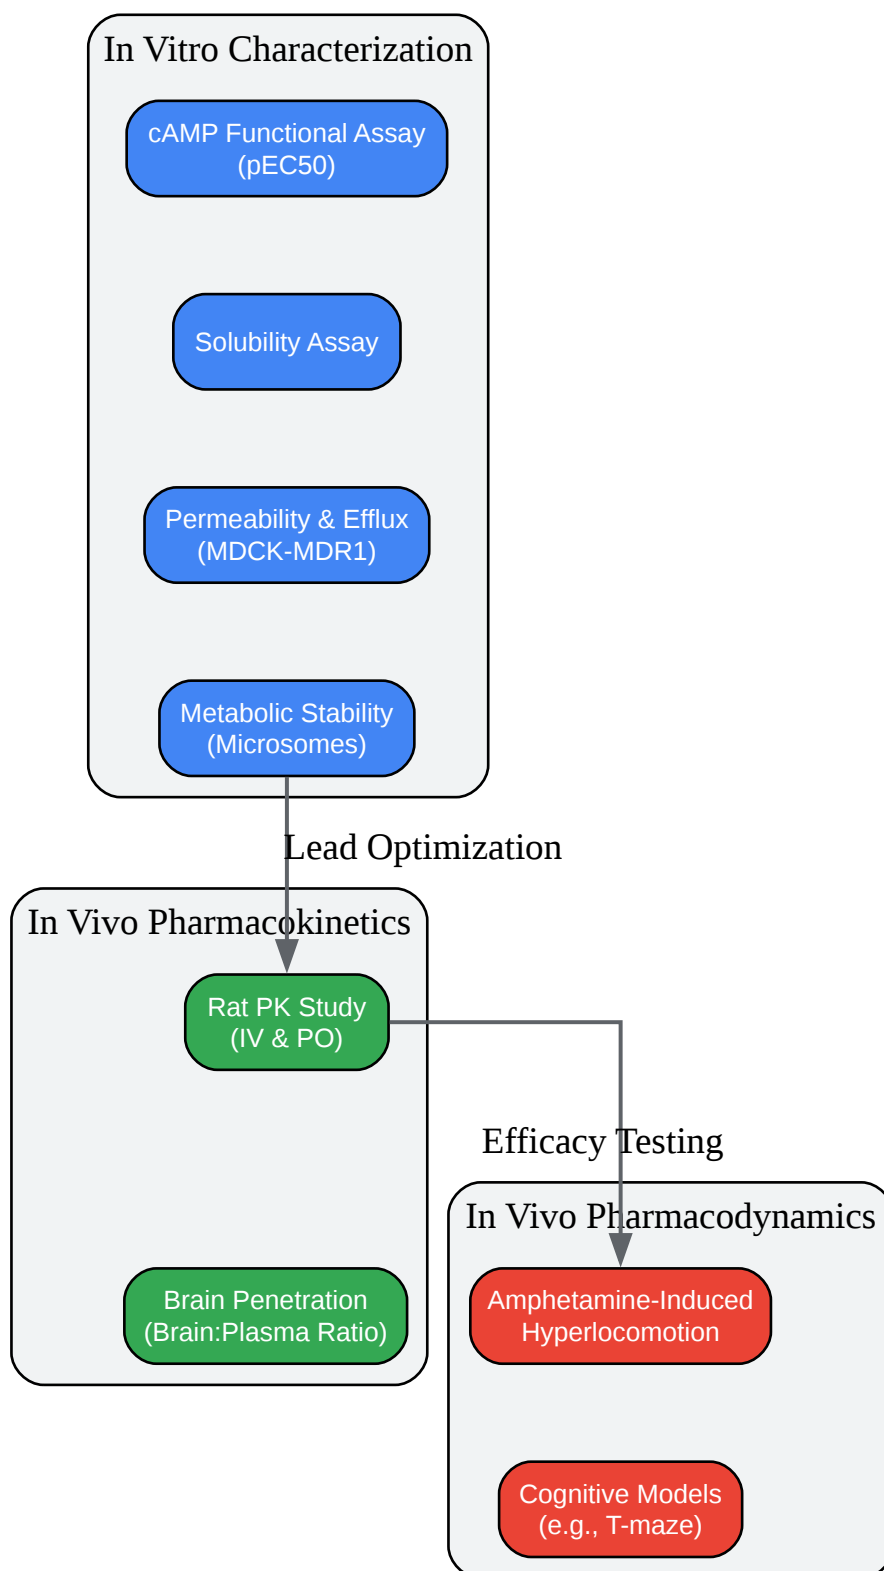 In Vitro Characterization
cAMP Functional Assay
(pEC50)
Solubility Assay
Permeability & Efflux
(MDCK-MDR1)
Metabolic Stability
(Microsomes)
Lead Optimization
In Vivo Pharmacokinetics
Rat PK Study
(IV & PO)
Efficacy Testing
In Vivo Pharmacodynamics
Brain Penetration
(Brain:Plasma Ratio)
Amphetamine-Induced
Hyperlocomotion
Cognitive Models
(e.g., T-maze)